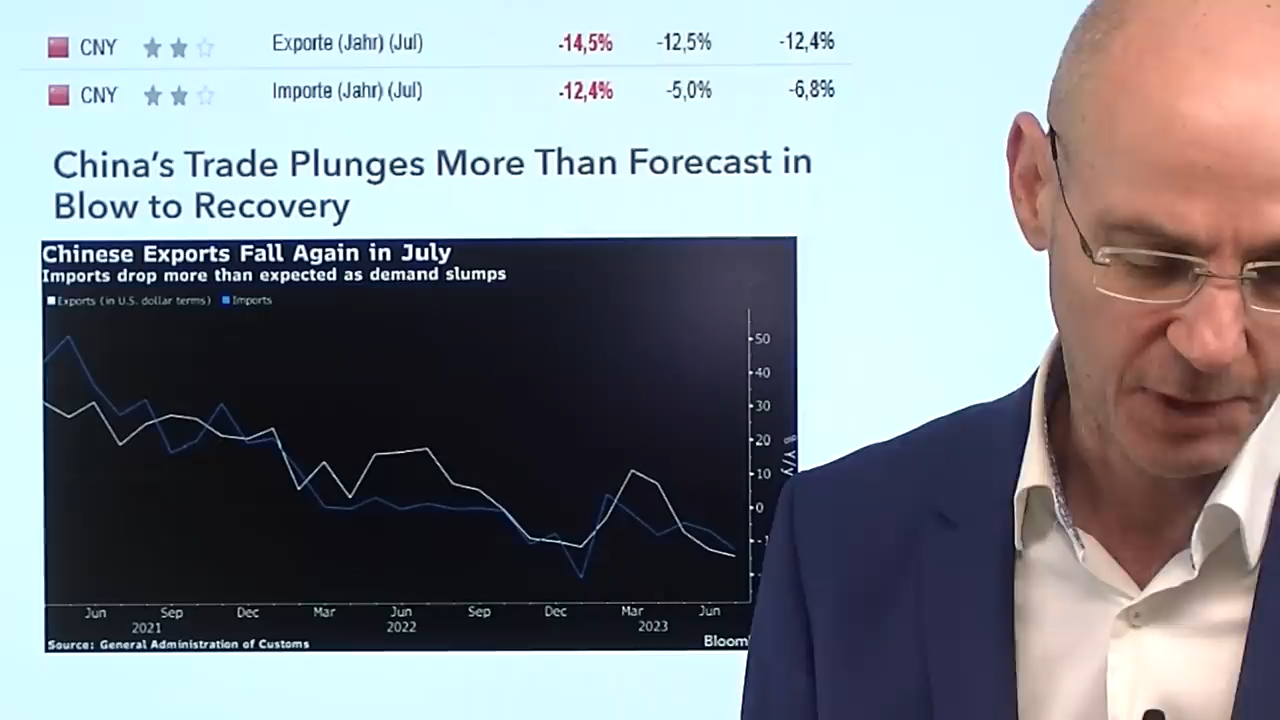 CNY Exporte (Jahr) (Jul) -14,5% -12,5% -12,4%
CNY Importe (Jahr) (Jul) -12,4% -5,0% -6,8%
China's Trade Plunges More Than Forecast in
Blow to Recovery
Chinese Exports Fall Again in July
Imports drop more than expected as demand slumps
Exports (in U.S. dollar terms) Imports
50
40
30
20
10
0
Y/y
Jun Sep Dec Mar Jun Sep Dec Mar Jun
2021 2022 2023
Source: General Administration of Customs